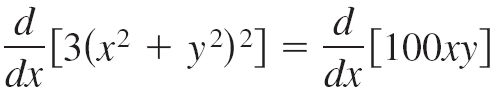 d/dx[3(x² + y²)²] = d/dx[100xy]